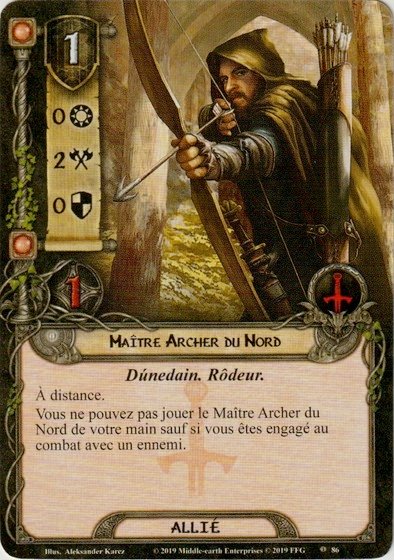 1
0
2
0
1
MAÎTRE ARCHER DU NORD
Dúnedain. Rôdeur.
À distance.
Vous ne pouvez pas jouer le Maître Archer du
Nord de votre main sauf si vous êtes engagé au
combat avec un ennemi.
ALLIÉ
Illus. Aleksander Karcz © 2019 Middle-earth Enterprises © 2019 FFG 86